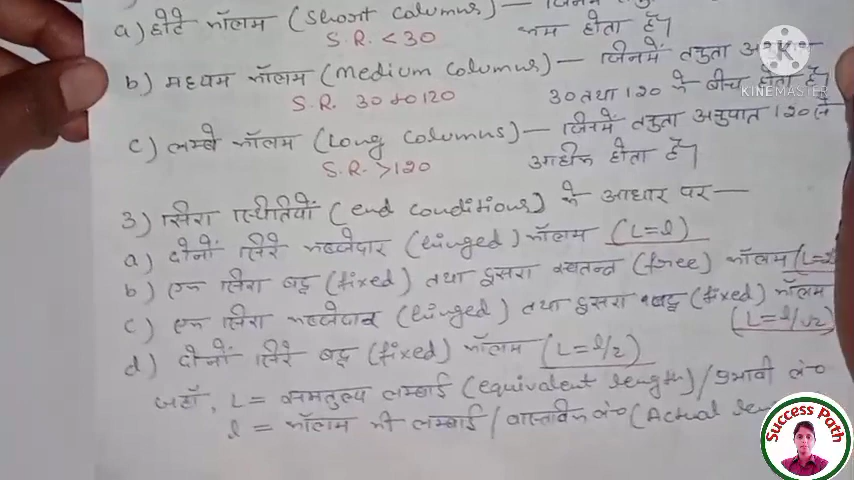 a) छोटे कॉलम (Short Columns) — जिनमें
S.R. < 30 कम होता है।
b) मध्यम कॉलम (Medium Columns) — जिनमें तनुता
S.R. 30 to 120 30 तथा 120 के बीच होता है।
c) लम्बे कॉलम (Long Columns) — जिनमें तनुता अनुपात 120 से
S.R. > 120 अधिक होता है।
3) सिरा स्थितियों (end conditions) के आधार पर —
a) दोनों सिरे कब्जेदार (hinged) कॉलम (L=l)
b) एक सिरा बद्ध (fixed) तथा दूसरा स्वतन्त्र (free) कॉलम (L=2
c) एक सिरा कब्जेदार (hinged) तथा दूसरा बद्ध (fixed) कॉलम
(L=l/√2)
d) दोनों सिरे बद्ध (fixed) कॉलम (L=l/2)
जहाँ, L = समतुल्य लम्बाई (equivalent length) / प्रभावी लं०
l = कॉलम की लम्बाई / वास्तविक लं० (Actual
KINEMASTER
Success Path